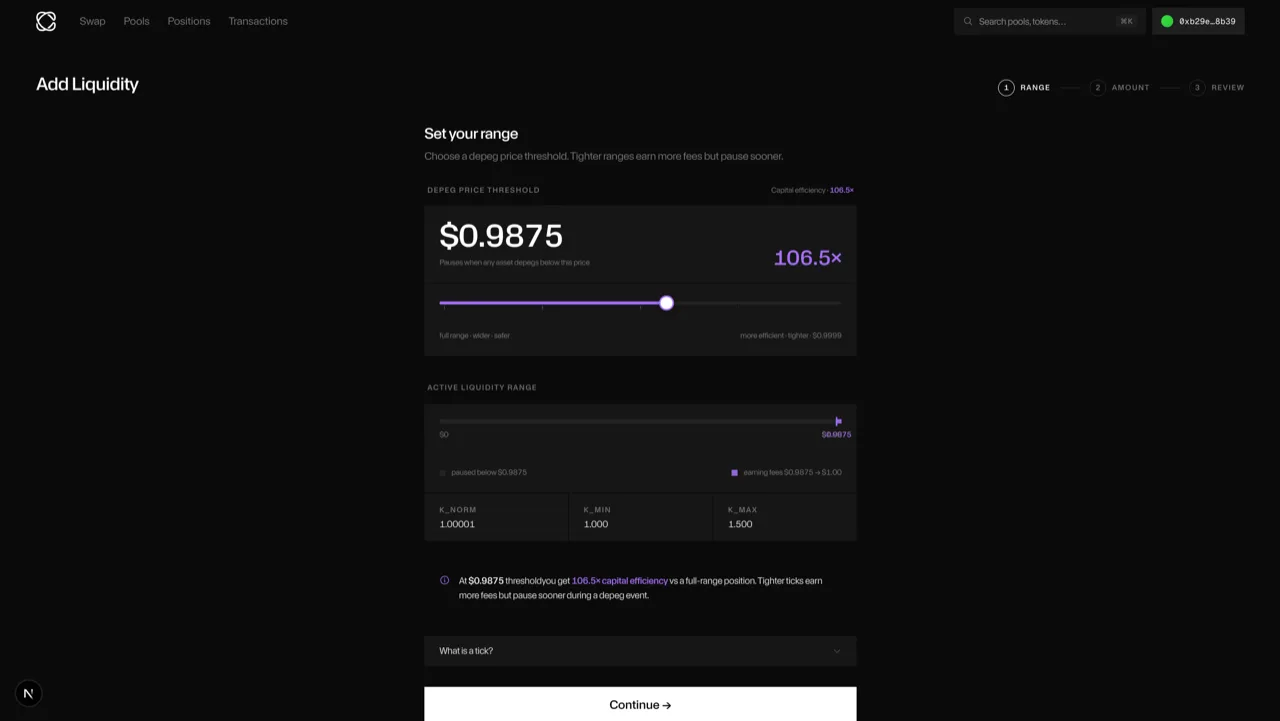 Swap Pools Positions Transactions
Search pools, tokens... ⌘K
0xb29e...8b39
Add Liquidity
1 RANGE 2 AMOUNT 3 REVIEW
Set your range
Choose a depeg price threshold. Tighter ranges earn more fees but pause sooner.
DEPEG PRICE THRESHOLD
Capital efficiency · 106.5×
$0.9875
106.5×
Pauses when any asset depegs below this price
full range · wider · safer
more efficient · tighter · $0.9999
ACTIVE LIQUIDITY RANGE
$0
$0.9875
paused below $0.9875
earning fees $0.9875 → $1.00
K_NORM K_MIN K_MAX
1.00001 1.000 1.500
At $0.9875 thresholdyou get 106.5× capital efficiency vs a full-range position. Tighter ticks earn
more fees but pause sooner during a depeg event.
What is a tick?
N
Continue →